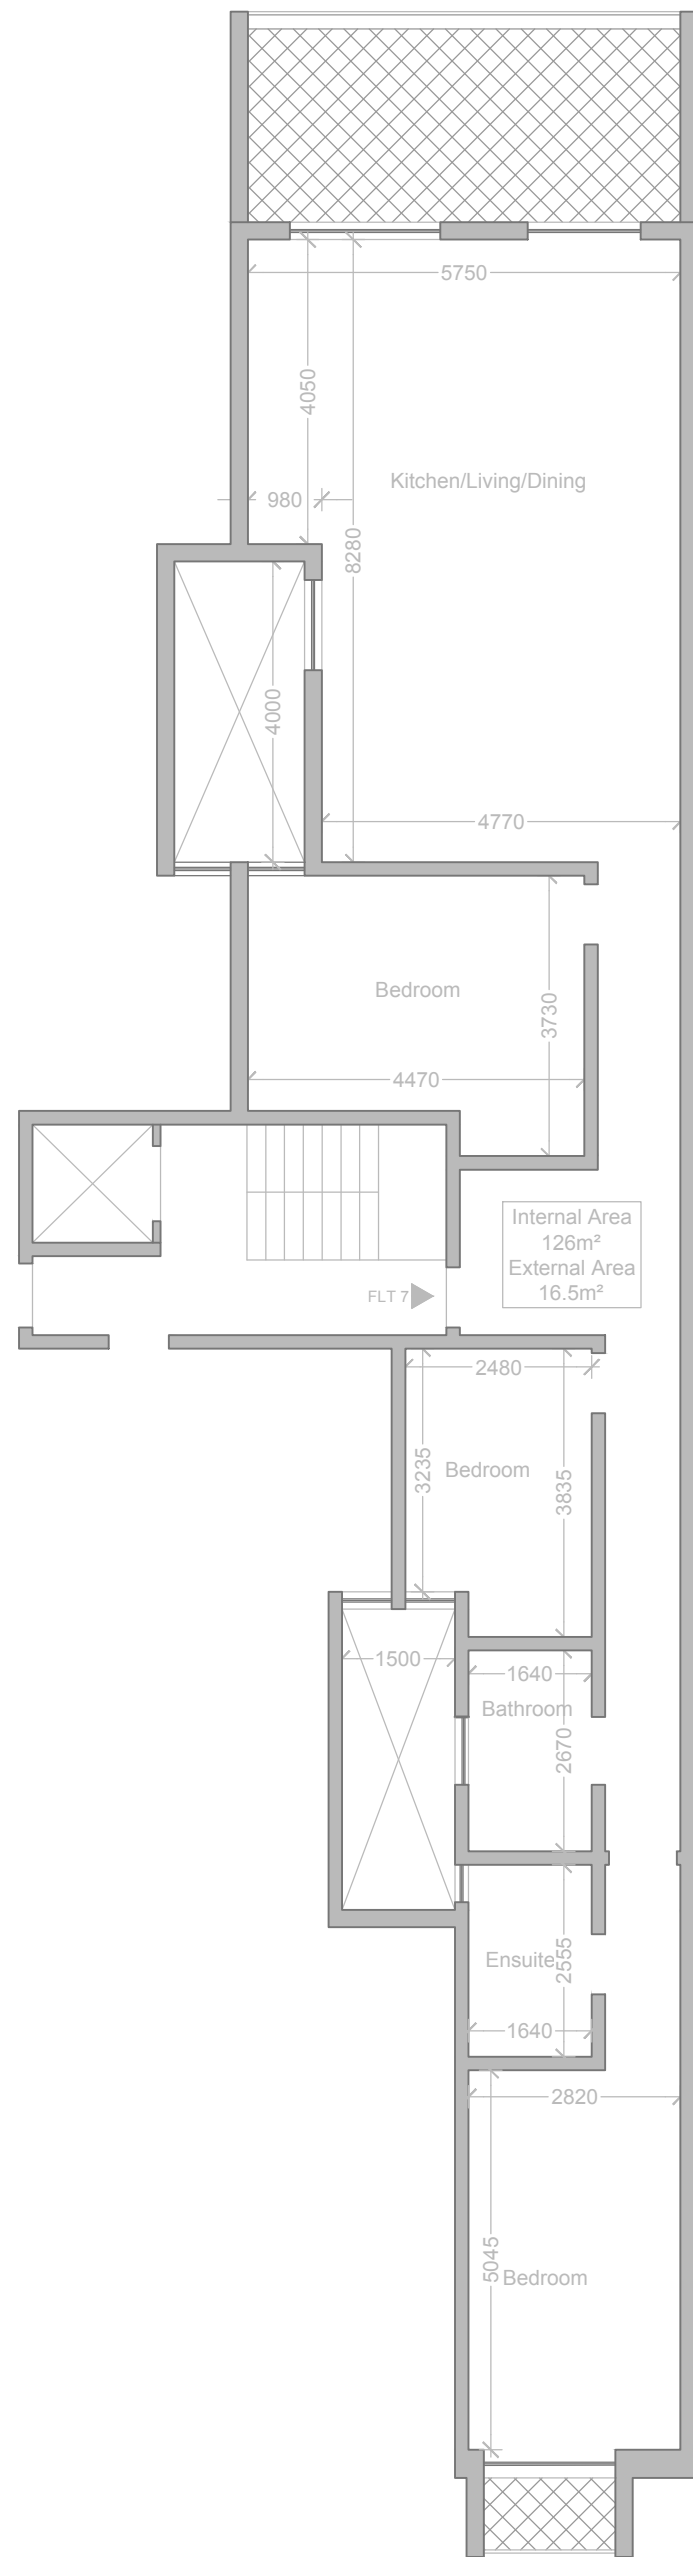 5750
4050
Kitchen/Living/Dining
980
8280
4000
4770
Bedroom
3730
4470
Internal Area
126m²
External Area
16.5m²
FLT 7
2480
3235
Bedroom
3835
1500
1640
Bathroom
2670
Ensuite
2555
1640
2820
5045
Bedroom